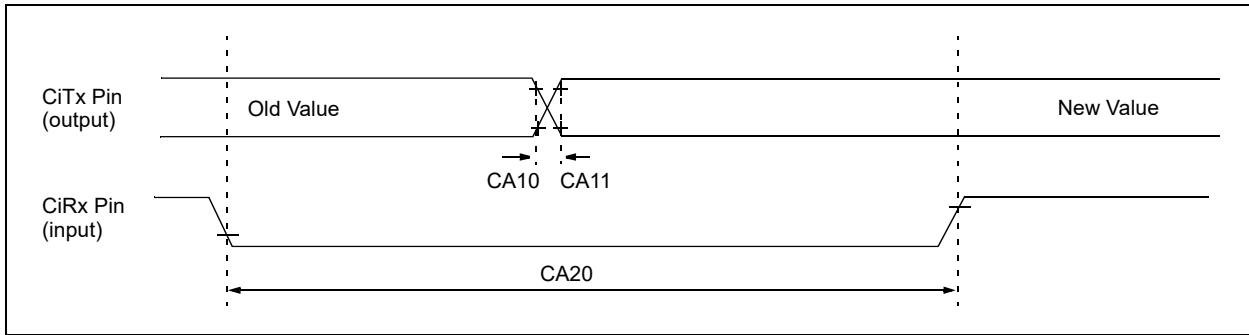 CiTx Pin
(output)
Old Value
New Value
CA10 CA11
CiRx Pin
(input)
CA20